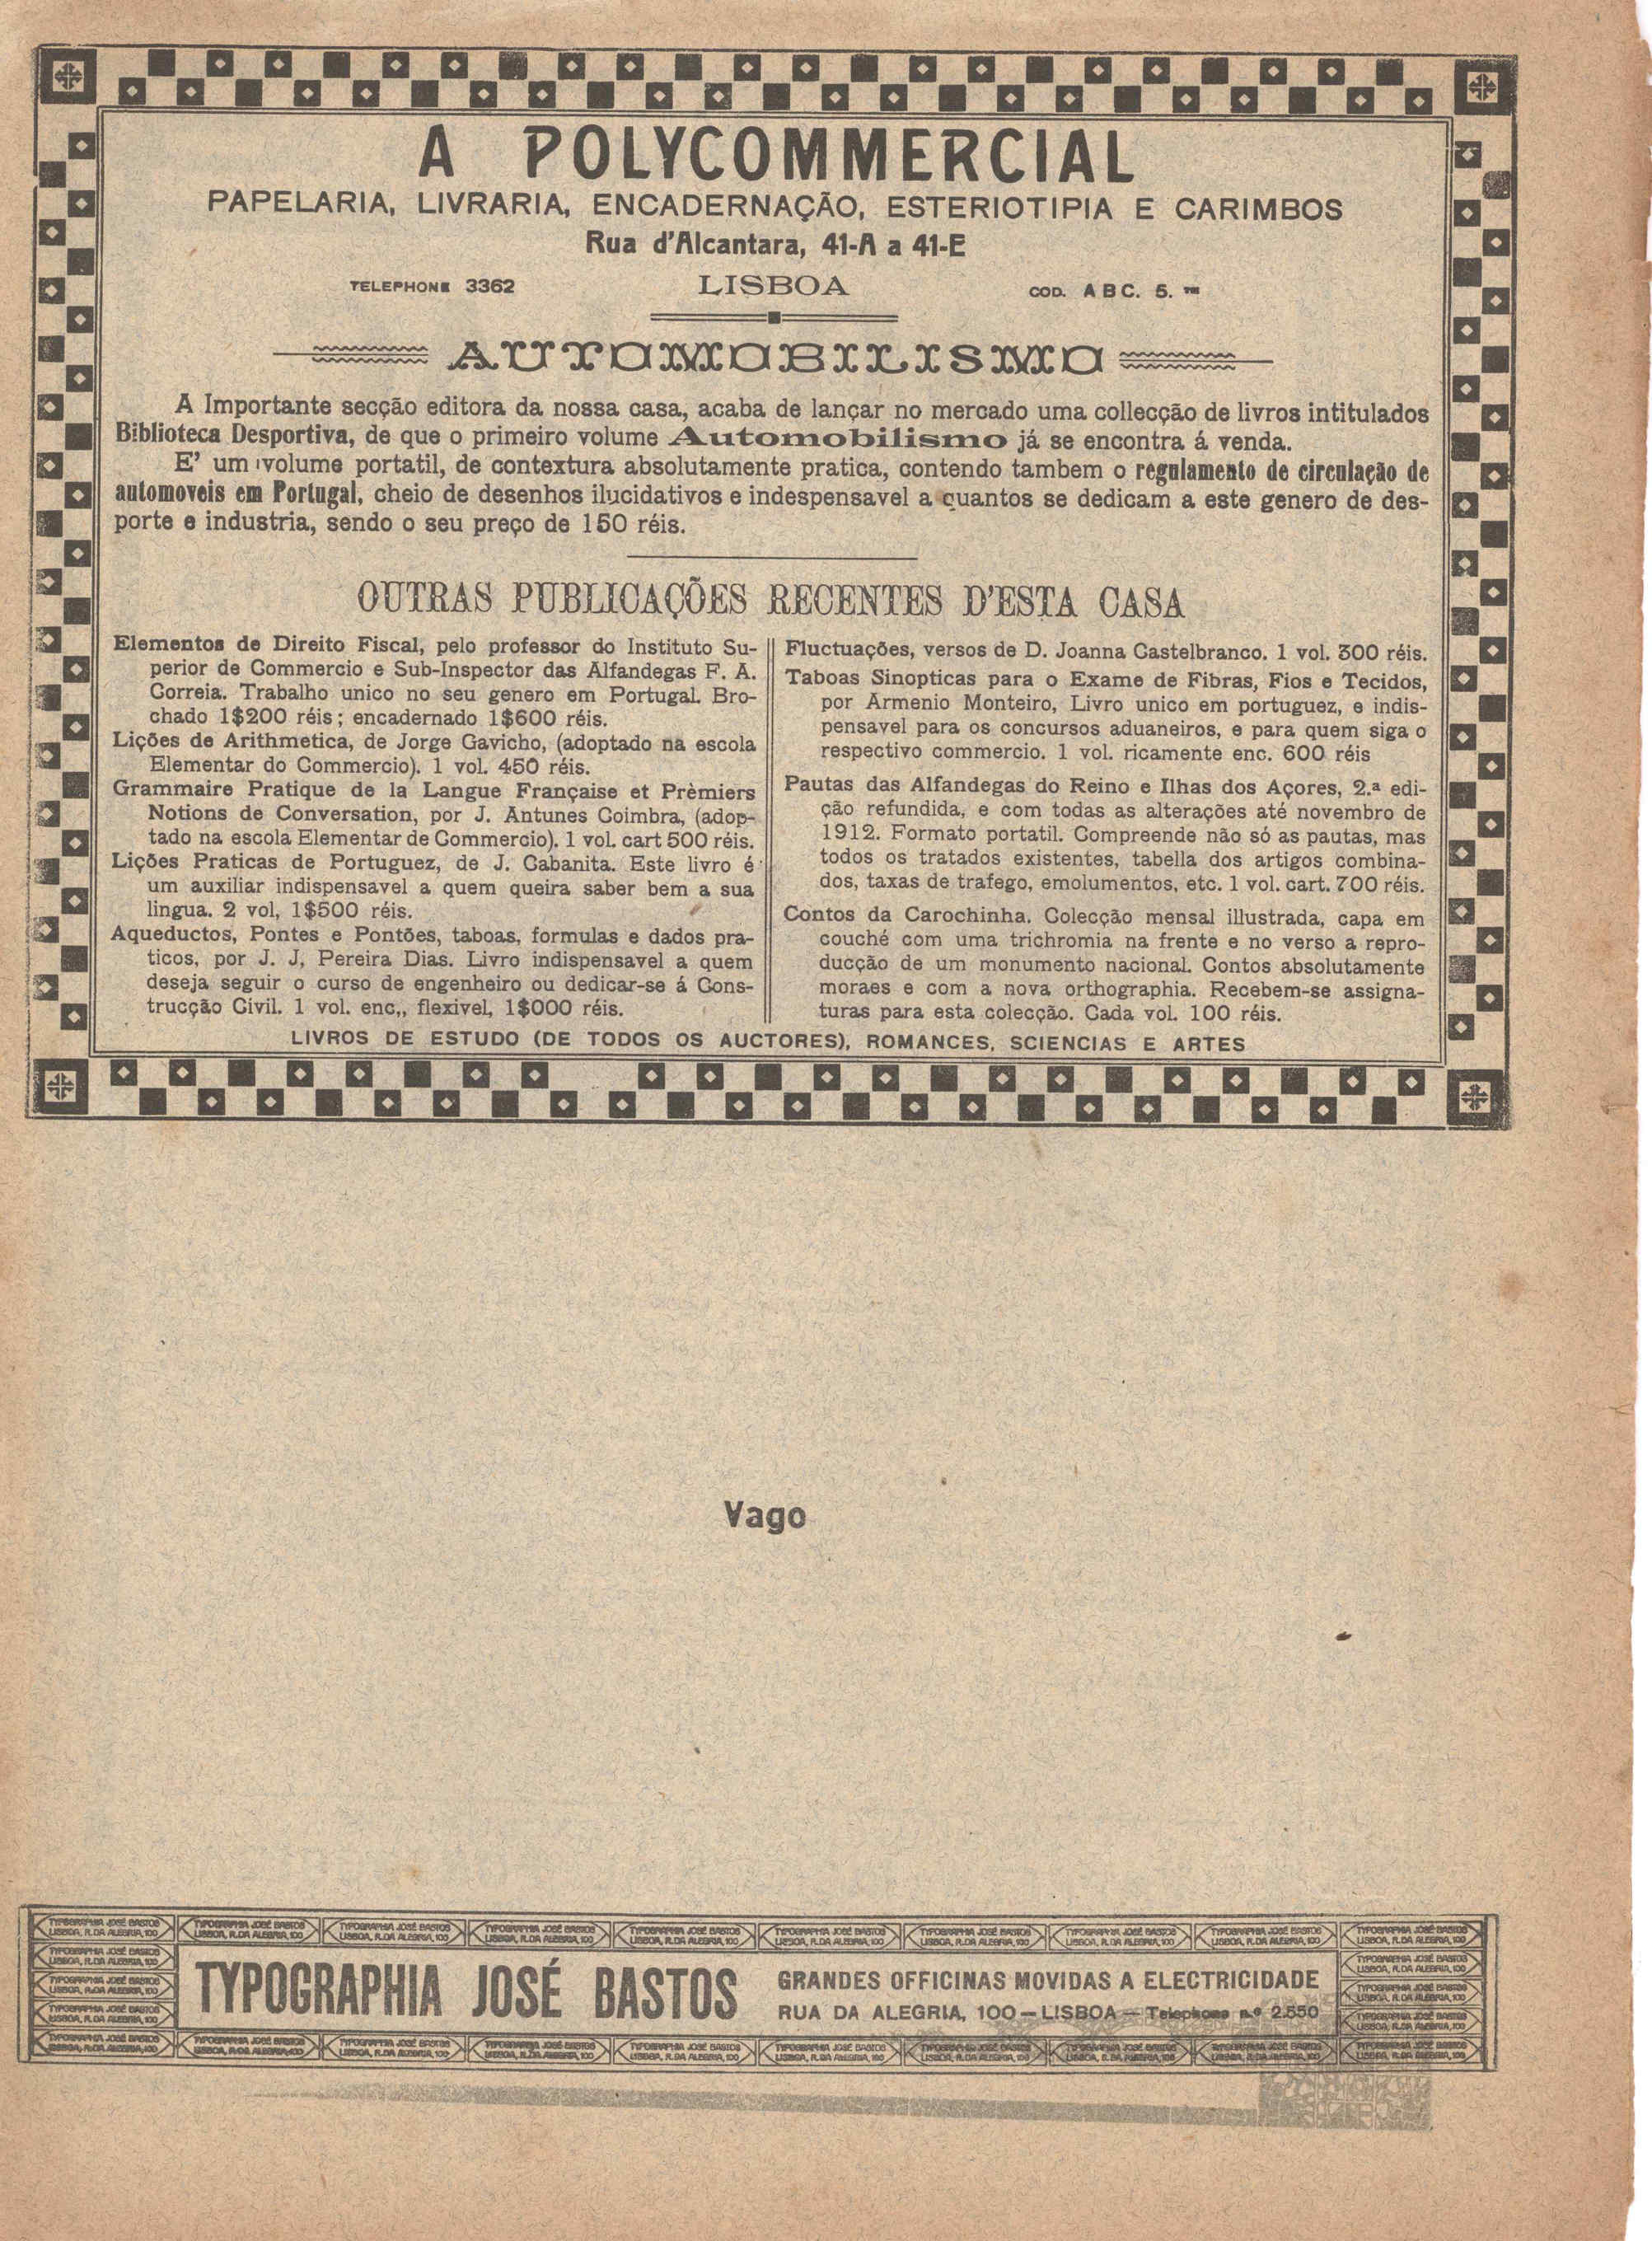 A POLYCOMMERCIAL
PAPELARIA, LIVRARIA, ENCADERNAÇÃO, ESTERIOTIPIA E CARIMBOS
Rua d'Alcantara, 41-A a 41-E
TELEPHONE 3362 LISBOA COD. A B C. 5.
AUTOMOBILISMO
A Importante secção editora da nossa casa, acaba de lançar no mercado uma collecção de livros intitulados
Biblioteca Desportiva, de que o primeiro volume Automobilismo já se encontra á venda.
E' um volume portatil, de contextura absolutamente pratica, contendo tambem o regulamento de circulação de
automoveis em Portugal, cheio de desenhos ilucidativos e indespensavel a quantos se dedicam a este genero de des-
porte e industria, sendo o seu preço de 150 réis.
OUTRAS PUBLICAÇÕES RECENTES D'ESTA CASA
Elementos de Direito Fiscal, pelo professor do Instituto Su-
perior de Commercio e Sub-Inspector das Alfandegas F. A.
Correia. Trabalho unico no seu genero em Portugal. Bro-
chado 1$200 réis; encadernado 1$600 réis.
Lições de Arithmetica, de Jorge Gavicho, (adoptado na escola
Elementar do Commercio). 1 vol. 450 réis.
Grammaire Pratique de la Langue Française et Prèmiers
Notions de Conversation, por J. Antunes Coimbra, (adop-
tado na escola Elementar de Commercio). 1 vol. cart 500 réis.
Lições Praticas de Portuguez, de J. Cabanita. Este livro é
um auxiliar indispensavel a quem queira saber bem a sua
lingua. 2 vol, 1$500 réis.
Aqueductos, Pontes e Pontões, taboas, formulas e dados pra-
ticos, por J. J, Pereira Dias. Livro indispensavel a quem
deseja seguir o curso de engenheiro ou dedicar-se á Cons-
trucção Civil. 1 vol. enc,, flexivel, 1$000 réis.
Fluctuações, versos de D. Joanna Castelbranco. 1 vol. 300 réis.
Taboas Sinopticas para o Exame de Fibras, Fios e Tecidos,
por Armenio Monteiro, Livro unico em portuguez, e indis-
pensavel para os concursos aduaneiros, e para quem siga o
respectivo commercio. 1 vol. ricamente enc. 600 réis
Pautas das Alfandegas do Reino e Ilhas dos Açores, 2.ª edi-
ção refundida, e com todas as alterações até novembro de
1912. Formato portatil. Compreende não só as pautas, mas
todos os tratados existentes, tabella dos artigos combina-
dos, taxas de trafego, emolumentos, etc. 1 vol. cart. 700 réis.
Contos da Carochinha. Colecção mensal illustrada, capa em
couché com uma trichromia na frente e no verso a repro-
ducção de um monumento nacional. Contos absolutamente
moraes e com a nova orthographia. Recebem-se assigna-
turas para esta colecção. Cada vol. 100 réis.
LIVROS DE ESTUDO (DE TODOS OS AUCTORES), ROMANCES, SCIENCIAS E ARTES
Vago
TYPOGRAPHIA JOSÉ BASTOS
LISBOA, R. DA ALEGRIA, 100
TYPOGRAPHIA JOSÉ BASTOS
GRANDES OFFICINAS MOVIDAS A ELECTRICIDADE
RUA DA ALEGRIA, 100 — LISBOA — Telephone n.º 2.550